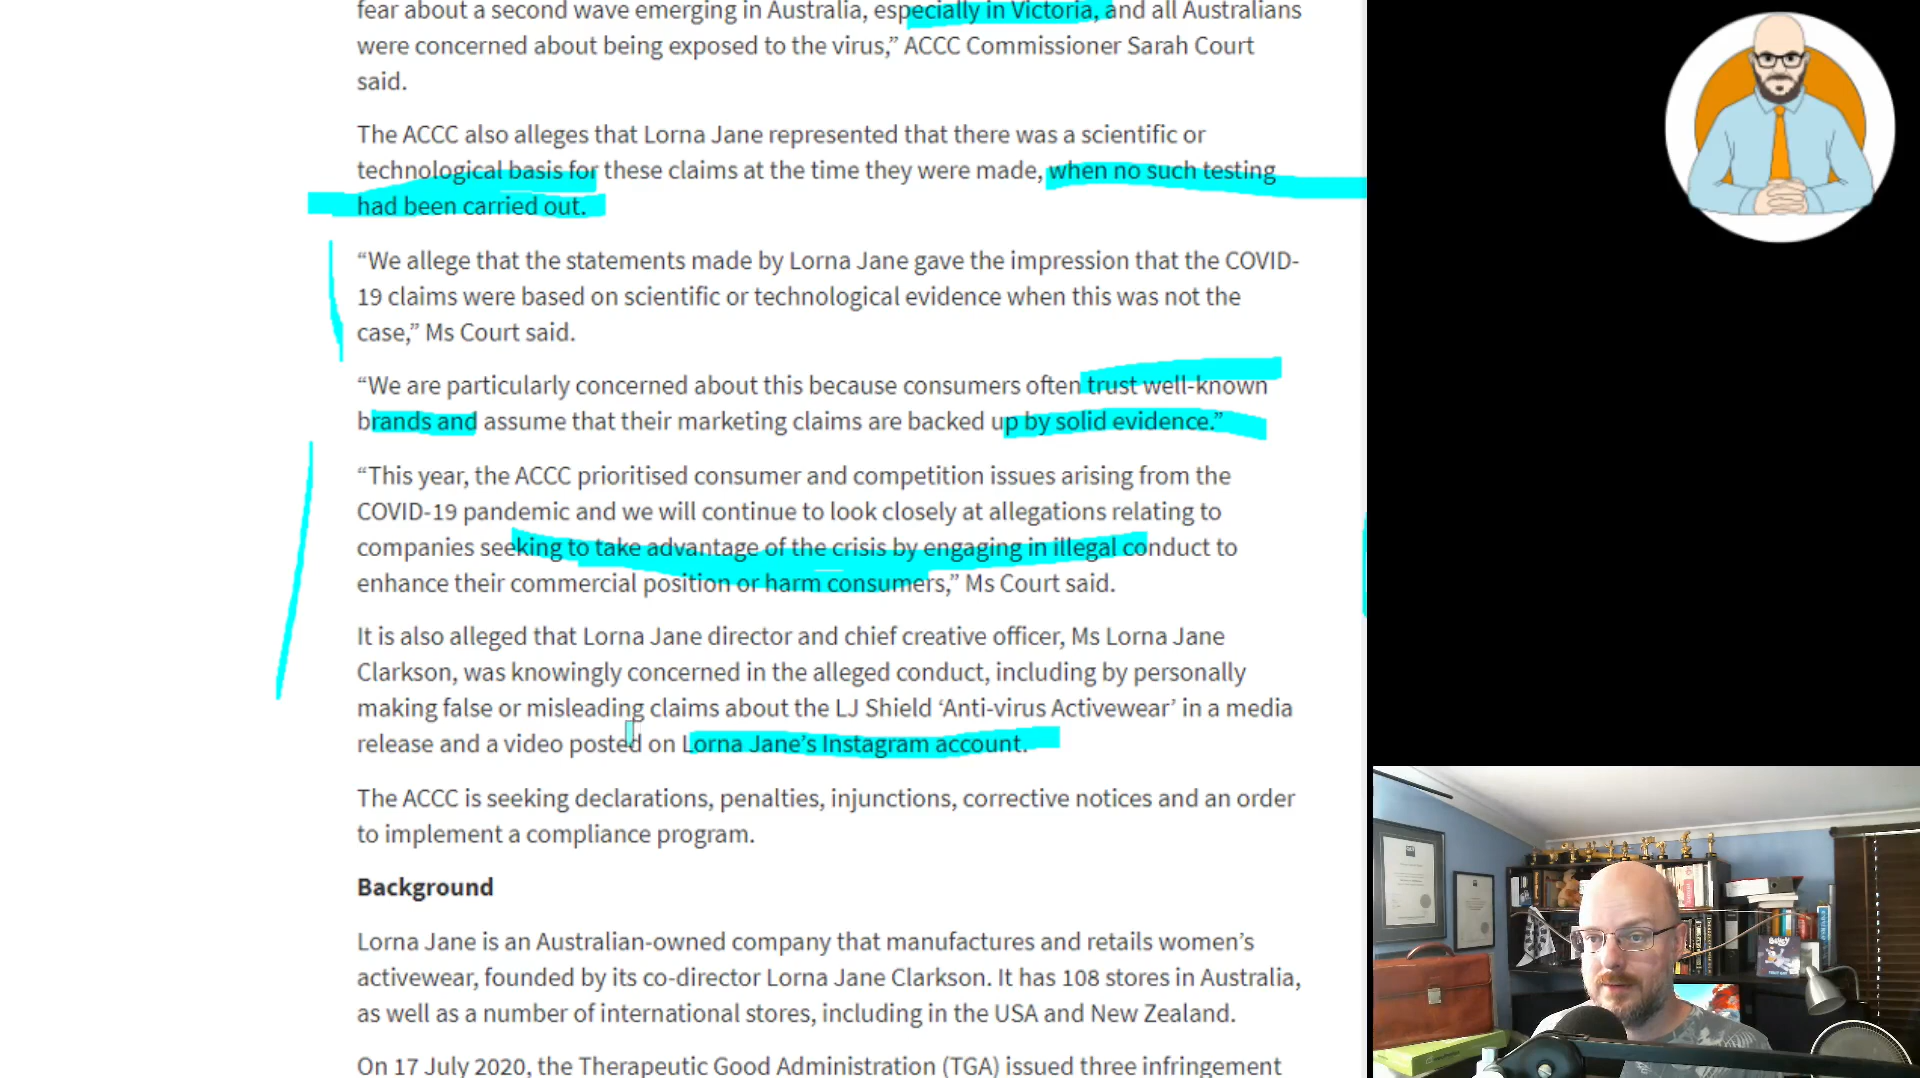 fear about a second wave emerging in Australia, especially in Victoria, and all Australians
were concerned about being exposed to the virus,” ACCC Commissioner Sarah Court
said.
The ACCC also alleges that Lorna Jane represented that there was a scientific or
technological basis for these claims at the time they were made, when no such testing
had been carried out.
“We allege that the statements made by Lorna Jane gave the impression that the COVID-
19 claims were based on scientific or technological evidence when this was not the
case,” Ms Court said.
“We are particularly concerned about this because consumers often trust well-known
brands and assume that their marketing claims are backed up by solid evidence.”
“This year, the ACCC prioritised consumer and competition issues arising from the
COVID-19 pandemic and we will continue to look closely at allegations relating to
companies seeking to take advantage of the crisis by engaging in illegal conduct to
enhance their commercial position or harm consumers,” Ms Court said.
It is also alleged that Lorna Jane director and chief creative officer, Ms Lorna Jane
Clarkson, was knowingly concerned in the alleged conduct, including by personally
making false or misleading claims about the LJ Shield ‘Anti-virus Activewear’ in a media
release and a video posted on Lorna Jane’s Instagram account.
The ACCC is seeking declarations, penalties, injunctions, corrective notices and an order
to implement a compliance program.
Background
Lorna Jane is an Australian-owned company that manufactures and retails women’s
activewear, founded by its co-director Lorna Jane Clarkson. It has 108 stores in Australia,
as well as a number of international stores, including in the USA and New Zealand.
On 17 July 2020, the Therapeutic Good Administration (TGA) issued three infringement